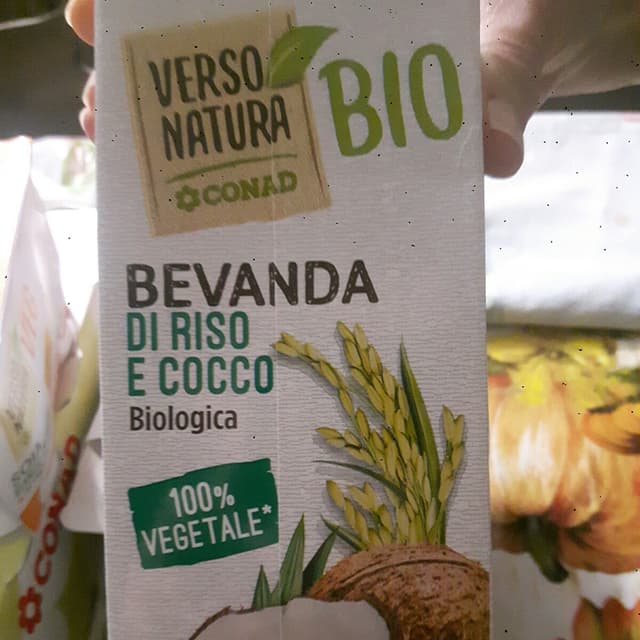 VERSO
NATURA
CONAD
BIO
BEVANDA
DI RISO
E COCCO
Biologica
100%
VEGETALE*
CONAD